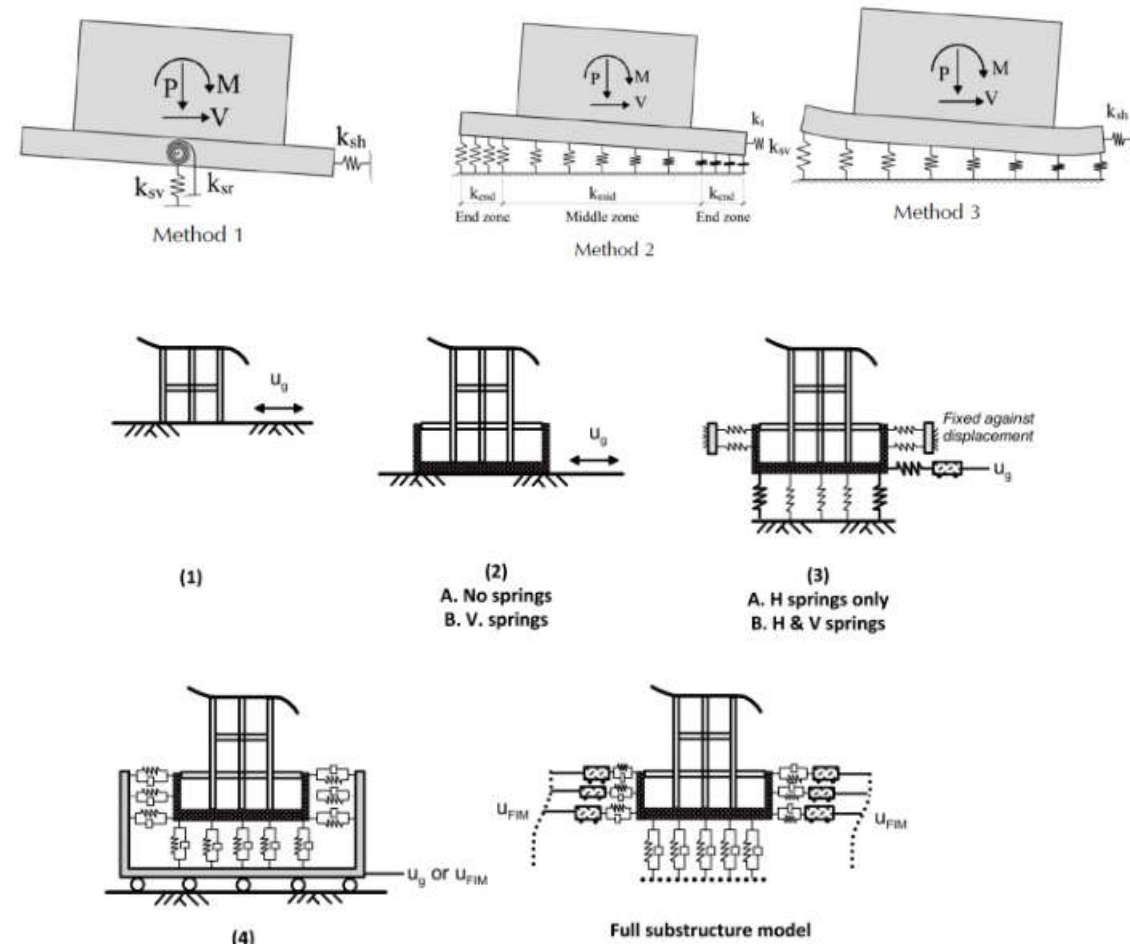 P
M
V
k_sh
k_sv
k_sr
Method 1
P
M
V
k_s
k_sv
k_end
k_mid
k_end
End zone
Middle zone
End zone
Method 2
P
M
V
k_sh
Method 3
u_g
(1)
u_g
(2)
A. No springs
B. V. springs
Fixed against
displacement
u_g
(3)
A. H springs only
B. H & V springs
u_g or u_FIM
(4)
u_FIM
u_FIM
Full substructure model